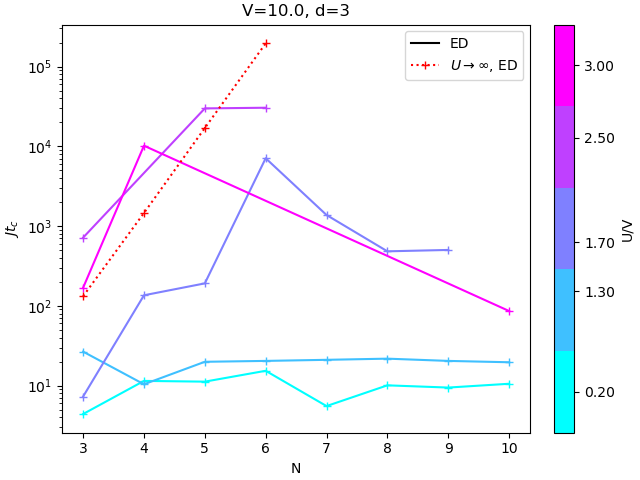 V=10.0, d=3
ED
U → ∞, ED
10⁵
10⁴
10³
10²
10¹
Jt_c
3 4 5 6 7 8 9 10
N
3.00
2.50
1.70
1.30
0.20
U/V